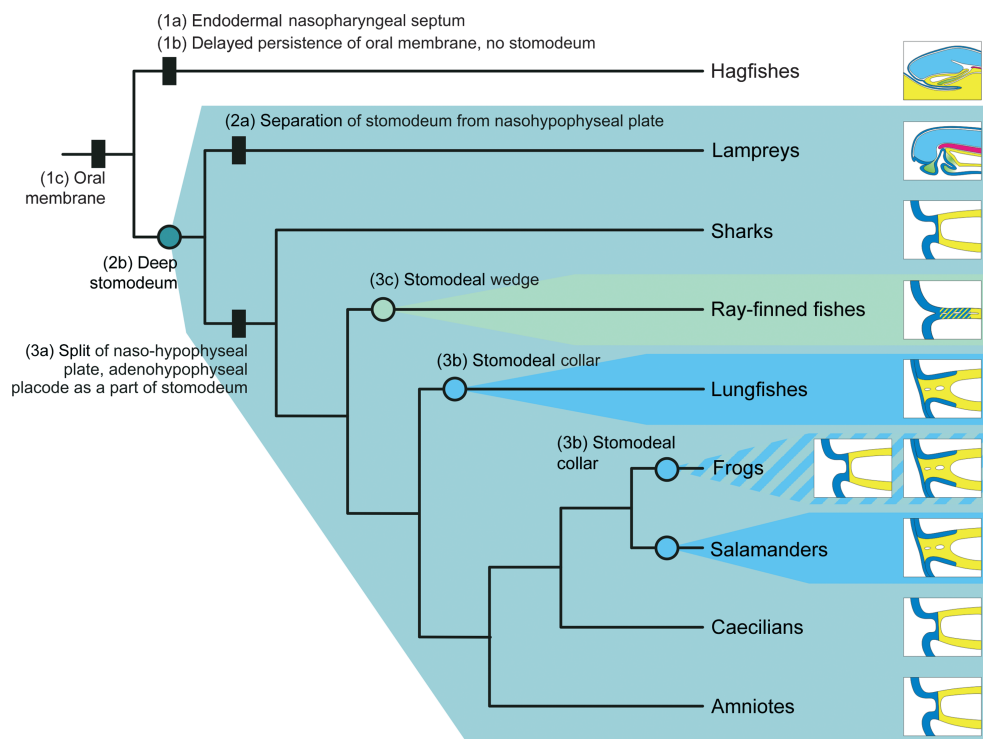 (1a) Endodermal nasopharyngeal septum
(1b) Delayed persistence of oral membrane, no stomodeum
Hagfishes
(2a) Separation of stomodeum from nasohypophyseal plate
Lampreys
(1c) Oral
membrane
Sharks
(2b) Deep
stomodeum
(3c) Stomodeal wedge
Ray-finned fishes
(3a) Split of naso-hypophyseal
plate, adenohypophyseal
placode as a part of stomodeum
(3b) Stomodeal collar
Lungfishes
(3b) Stomodeal
collar
Frogs
Salamanders
Caecilians
Amniotes